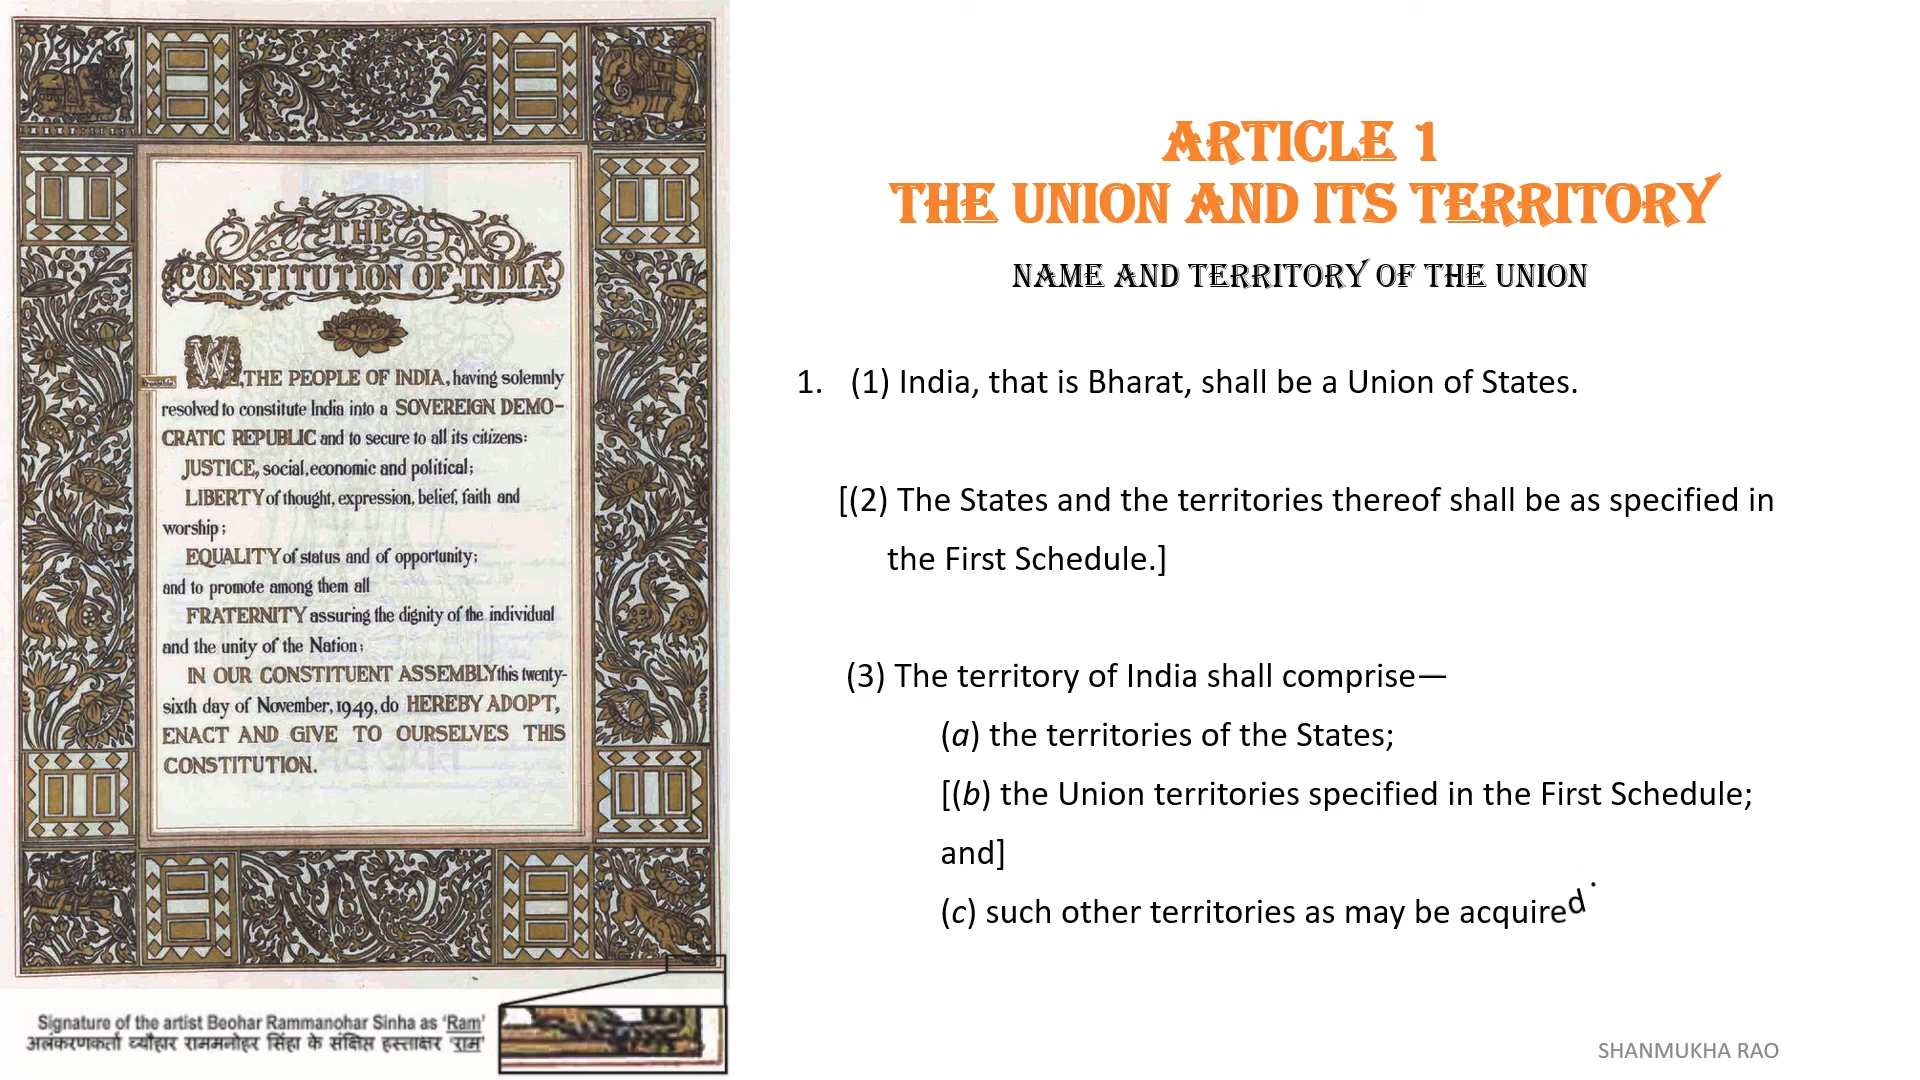 THE
CONSTITUTION OF INDIA
WE, THE PEOPLE OF INDIA, having solemnly
resolved to constitute India into a SOVEREIGN DEMO-
CRATIC REPUBLIC and to secure to all its citizens:
JUSTICE, social, economic and political;
LIBERTY of thought, expression, belief, faith and
worship;
EQUALITY of status and of opportunity;
and to promote among them all
FRATERNITY assuring the dignity of the individual
and the unity of the Nation;
IN OUR CONSTITUENT ASSEMBLY this twenty-
sixth day of November, 1949, do HEREBY ADOPT,
ENACT AND GIVE TO OURSELVES THIS
CONSTITUTION.
Signature of the artist Beohar Rammanohar Sinha as 'Ram'
अलंकरणकर्ता व्यौहार राममनोहर सिंहा के संक्षिप्त हस्ताक्षर 'राम'
ARTICLE 1
THE UNION AND ITS TERRITORY
NAME AND TERRITORY OF THE UNION
1. (1) India, that is Bharat, shall be a Union of States.
[(2) The States and the territories thereof shall be as specified in
the First Schedule.]
(3) The territory of India shall comprise—
(a) the territories of the States;
[(b) the Union territories specified in the First Schedule;
and]
(c) such other territories as may be acquired.
SHANMUKHA RAO